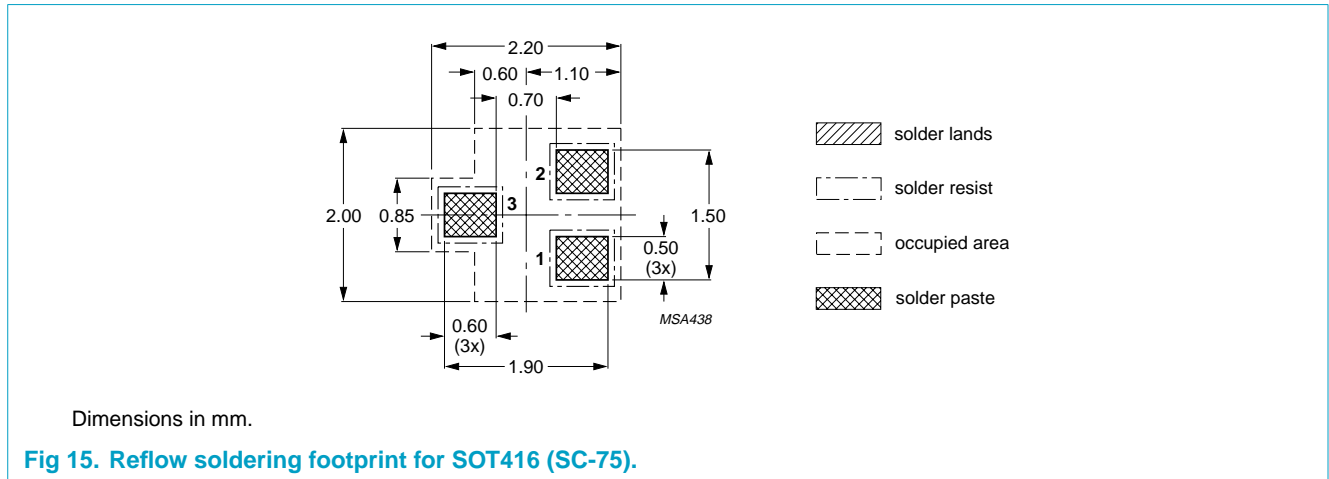 2.20
0.60 1.10
0.70
2
3
2.00 0.85 1.50
1 0.50
(3x)
MSA438
0.60
(3x)
1.90
solder lands
solder resist
occupied area
solder paste
Dimensions in mm.
Fig 15. Reflow soldering footprint for SOT416 (SC-75).